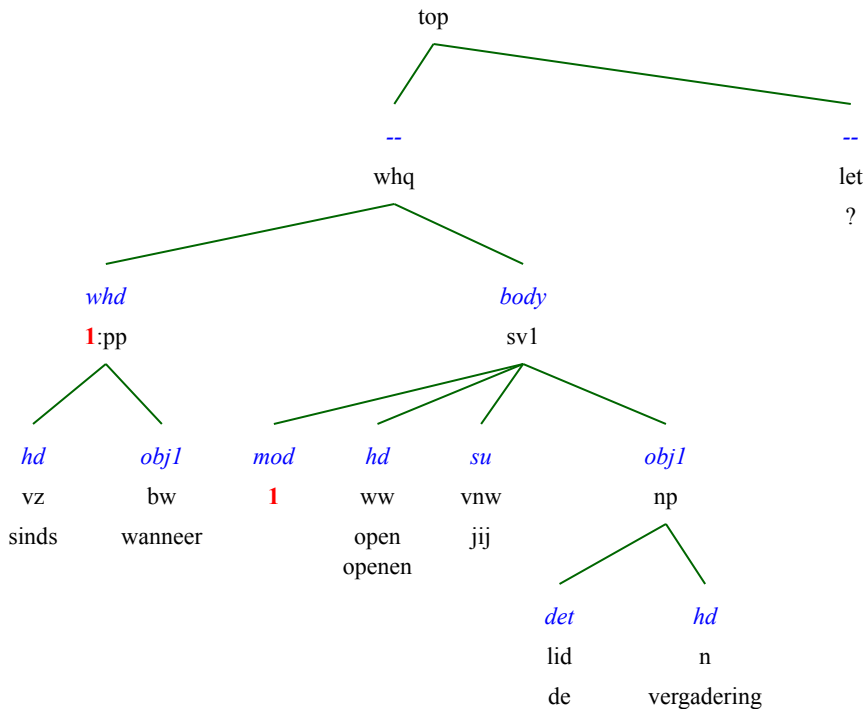 top
-- --
whq let
?
whd body
1:pp sv1
hd obj1 mod hd su obj1
vz bw 1 ww vnw np
sinds wanneer open jij
openen
det hd
lid n
de vergadering